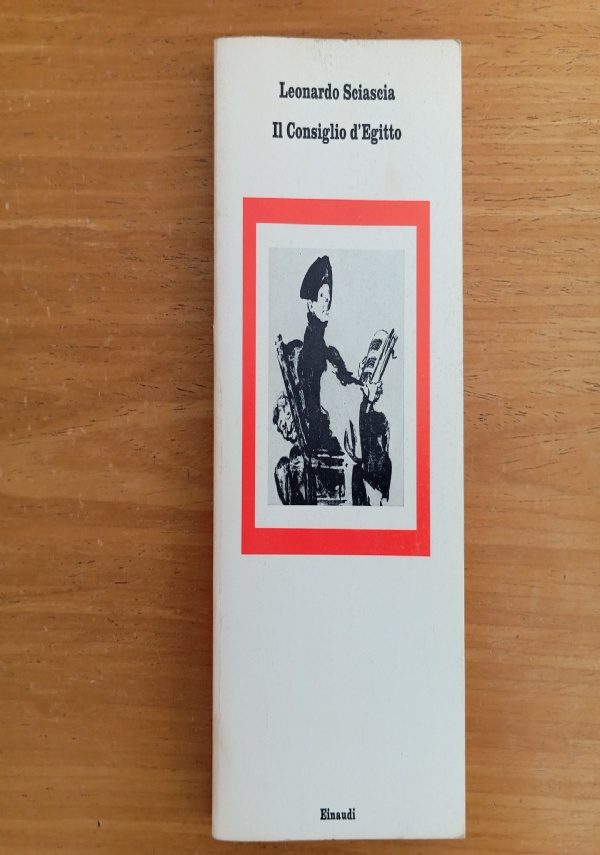 Leonardo Sciascia
Il Consiglio d'Egitto
Einaudi